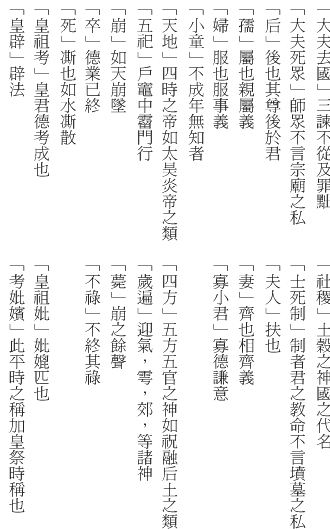 「大夫去國」三諫不從及罪黜
「社稷」土穀之神國之代名
「大夫死眾」師眾不言宗廟之私
「士死制」制者君之教命不言墳墓之私
「后」後也其尊後於君
「夫人」扶也
「孺」屬也親屬義
「妻」齊也相齊義
「婦」服也服事義
「寡小君」寡德謙意
「小童」不成年無知者
「天地」四時之帝如太昊炎帝之類
「四方」五方五官之神如祝融后土之類
「五祀」戶竈中霤門行
「歲遍」迎氣，雩，郊，等諸神
「崩」如天崩墜
「薨」崩之餘聲
「卒」德業已終
「不祿」不終其祿
「死」澌也如水澌散
「皇祖考」皇君德考成也
「皇祖妣」妣媲匹也
「皇辟」辟法
「考妣嬪」此平時之稱加皇祭時稱也